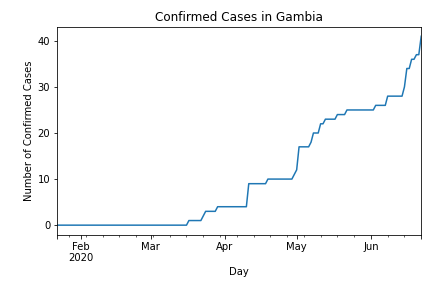 Confirmed Cases in Gambia
Number of Confirmed Cases
40
30
20
10
0
Feb Mar Apr May Jun
2020
Day